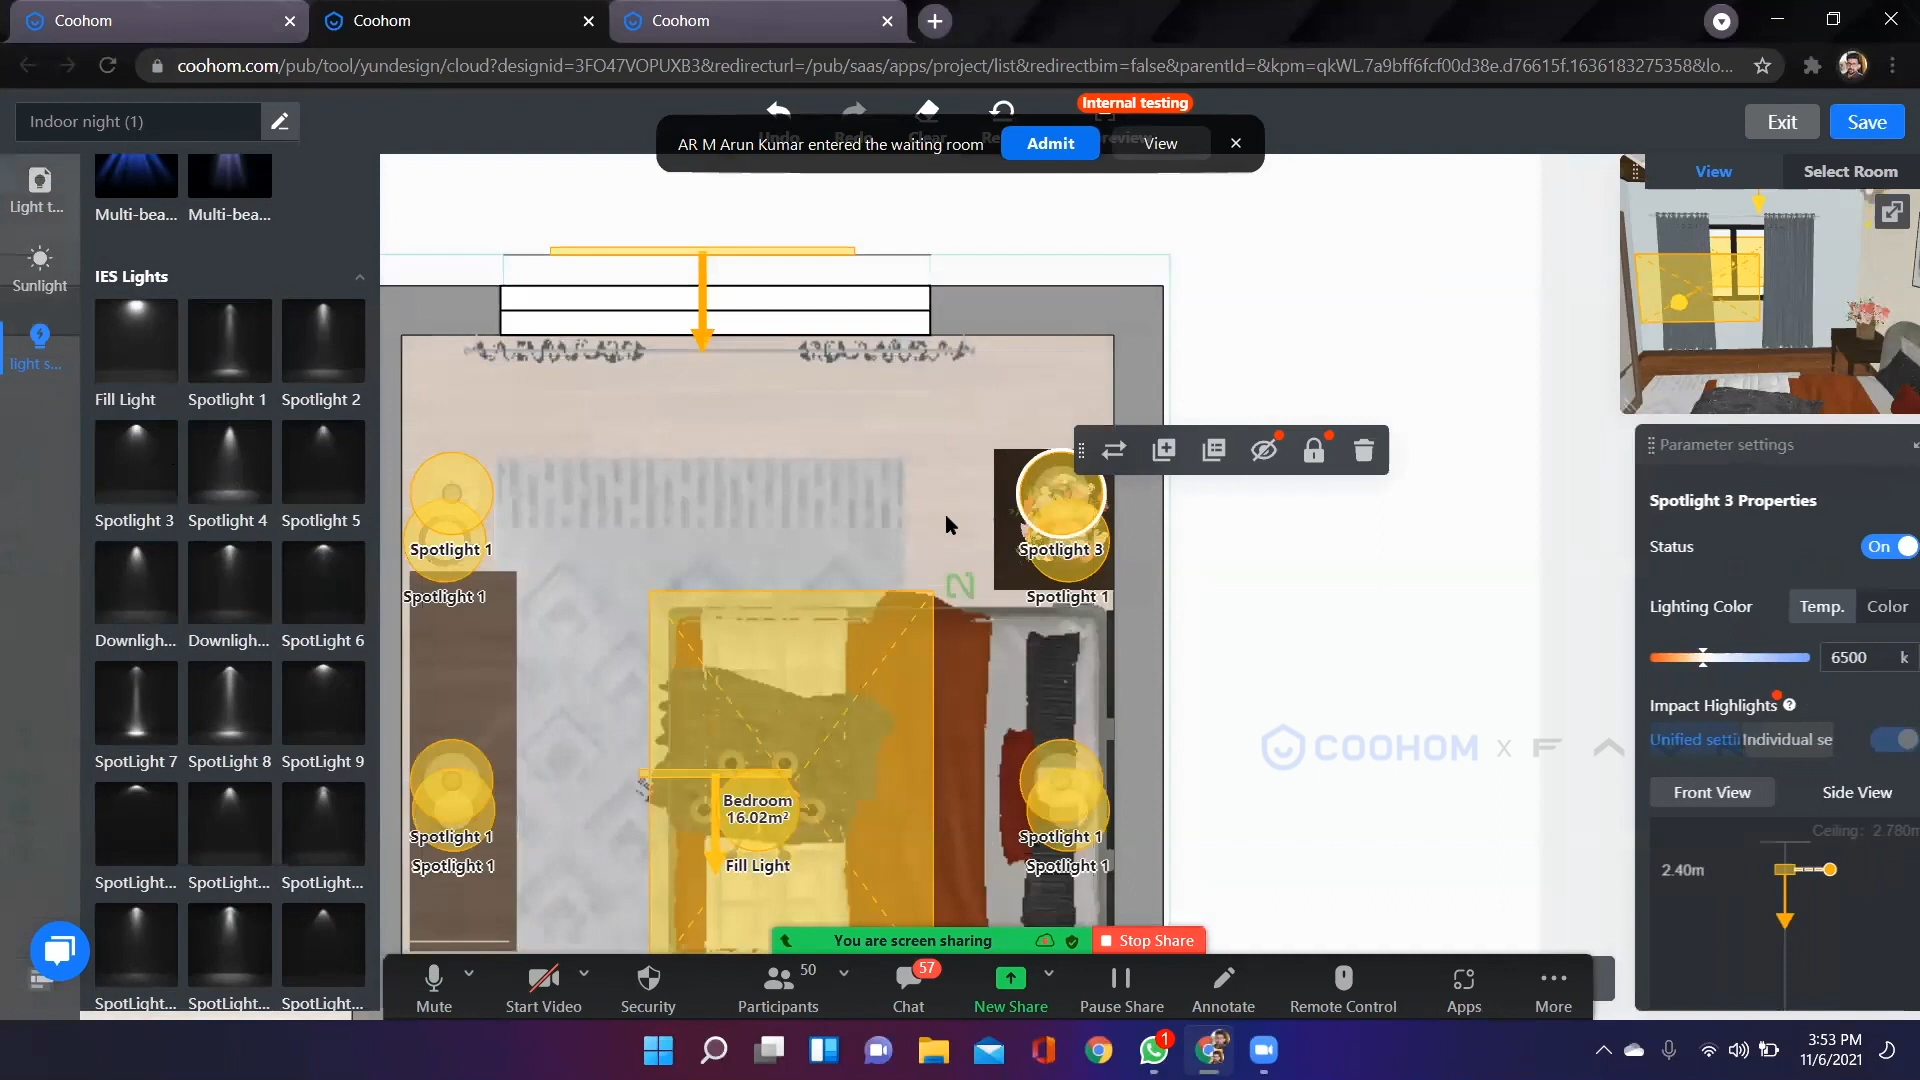 Coohom
Coohom
Coohom
coohom.com/pub/tool/yundesign/cloud?designid=3FO47VOPUXB3&redirecturl=/pub/saas/apps/project/list&redirectbim=false&parentId=&kpm=qkWL.7a9bff6fcf00d38e.d76615f.1636183275358&lo...
Internal testing
Indoor night (1)
AR M Arun Kumar entered the waiting room
Admit
View
Exit
Save
Light t...
Sunlight
light s...
Multi-bea...
Multi-bea...
IES Lights
Fill Light
Spotlight 1
Spotlight 2
Spotlight 3
Spotlight 4
Spotlight 5
Downligh...
Downligh...
SpotLight 6
SpotLight 7
SpotLight 8
SpotLight 9
SpotLight...
SpotLight...
SpotLight...
SpotLight...
SpotLight...
SpotLight...
Spotlight 1
Spotlight 1
Spotlight 3
Spotlight 1
Spotlight 1
Spotlight 1
Bedroom
16.02m²
Fill Light
Spotlight 1
Spotlight 1
COOHOM X
View
Select Room
Parameter settings
Spotlight 3 Properties
Status
On
Lighting Color
Temp.
Color
6500 k
Impact Highlights
Unified setti
Individual se
Front View
Side View
Ceiling: 2.780m
2.40m
You are screen sharing
Stop Share
Mute
Start Video
Security
Participants
50
Chat
57
New Share
Pause Share
Annotate
Remote Control
Apps
More
1
3:53 PM
11/6/2021